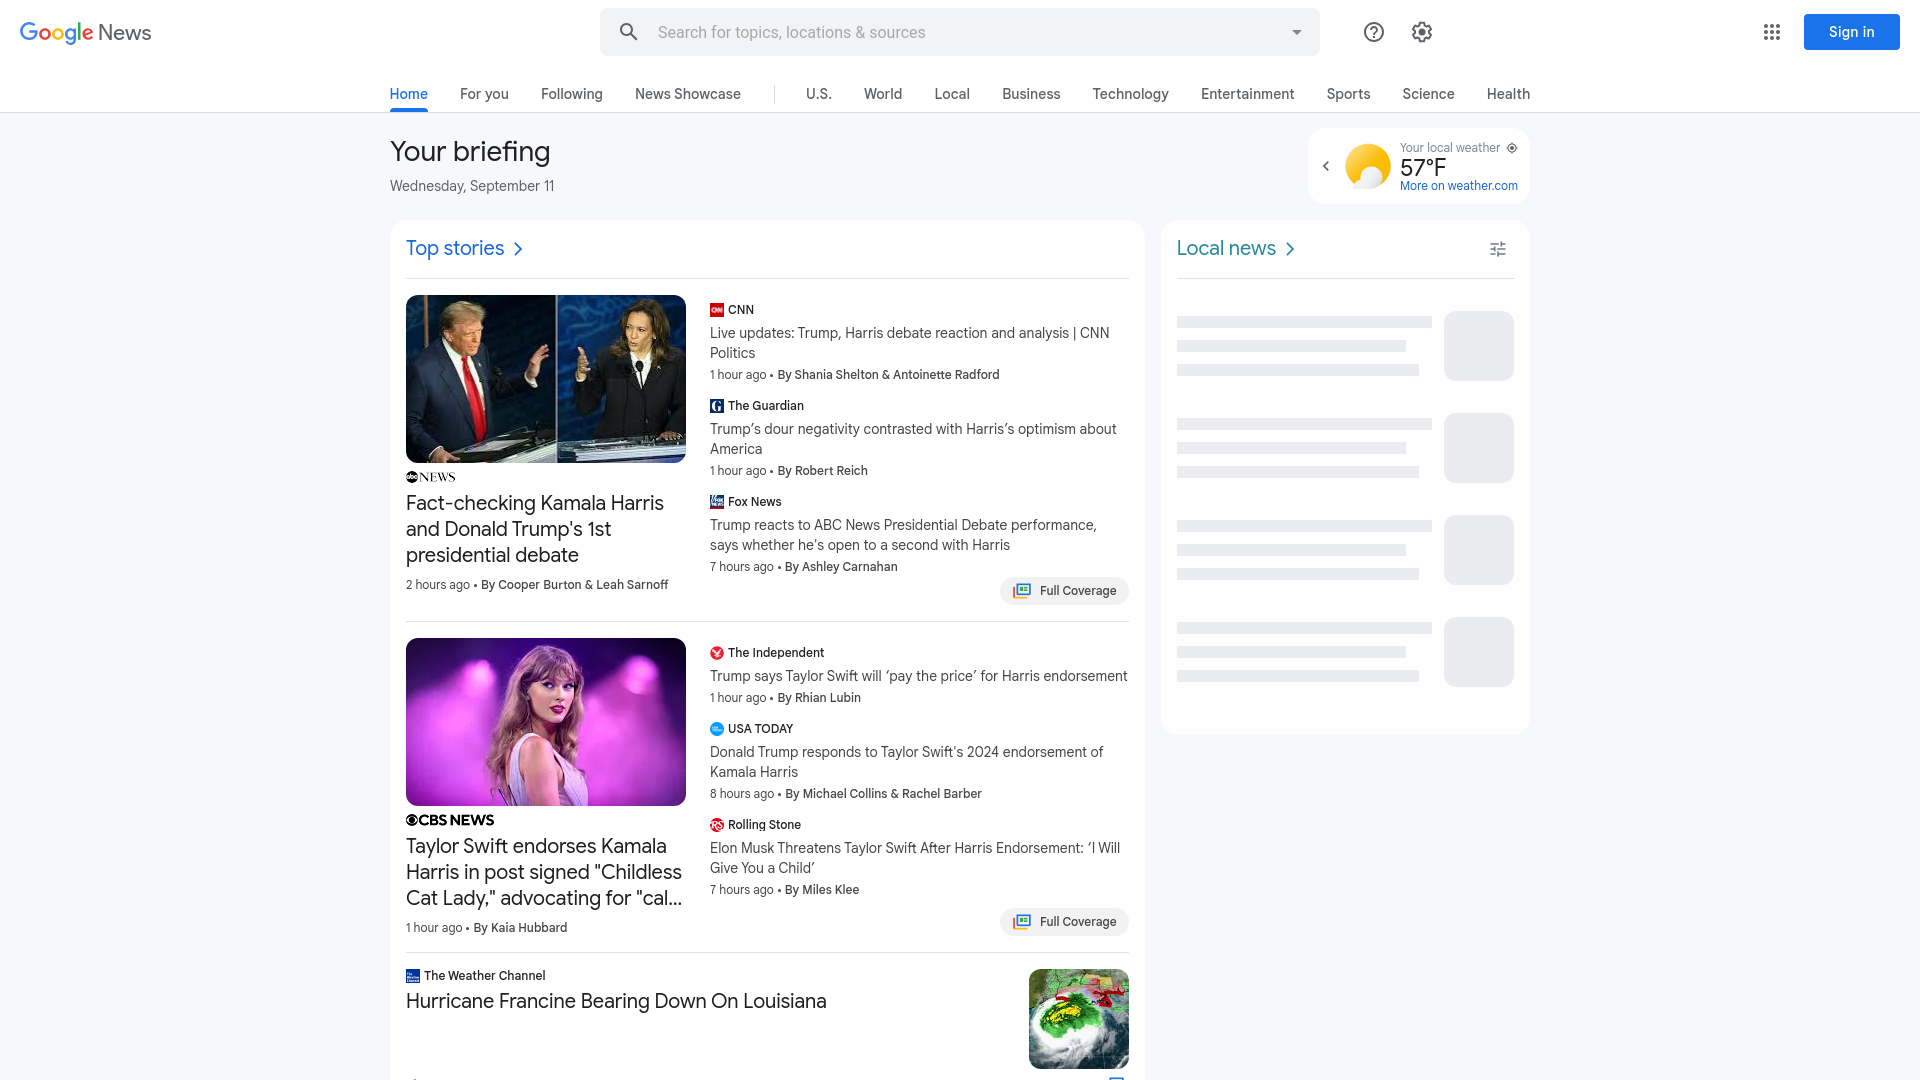 Google News
Search for topics, locations & sources
Sign in
Home
For you
Following
News Showcase
U.S.
World
Local
Business
Technology
Entertainment
Sports
Science
Health
Your briefing
Wednesday, September 11
Your local weather
57°F
More on weather.com
Top stories
abc NEWS
Fact-checking Kamala Harris
and Donald Trump's 1st
presidential debate
2 hours ago • By Cooper Burton & Leah Sarnoff
CNN
Live updates: Trump, Harris debate reaction and analysis | CNN
Politics
1 hour ago • By Shania Shelton & Antoinette Radford
The Guardian
Trump’s dour negativity contrasted with Harris’s optimism about
America
1 hour ago • By Robert Reich
Fox News
Trump reacts to ABC News Presidential Debate performance,
says whether he's open to a second with Harris
7 hours ago • By Ashley Carnahan
Full Coverage
CBS NEWS
Taylor Swift endorses Kamala
Harris in post signed "Childless
Cat Lady," advocating for "cal...
1 hour ago • By Kaia Hubbard
The Independent
Trump says Taylor Swift will ‘pay the price’ for Harris endorsement
1 hour ago • By Rhian Lubin
USA TODAY
Donald Trump responds to Taylor Swift's 2024 endorsement of
Kamala Harris
8 hours ago • By Michael Collins & Rachel Barber
Rolling Stone
Elon Musk Threatens Taylor Swift After Harris Endorsement: ‘I Will
Give You a Child’
7 hours ago • By Miles Klee
Full Coverage
The Weather Channel
Hurricane Francine Bearing Down On Louisiana
Local news